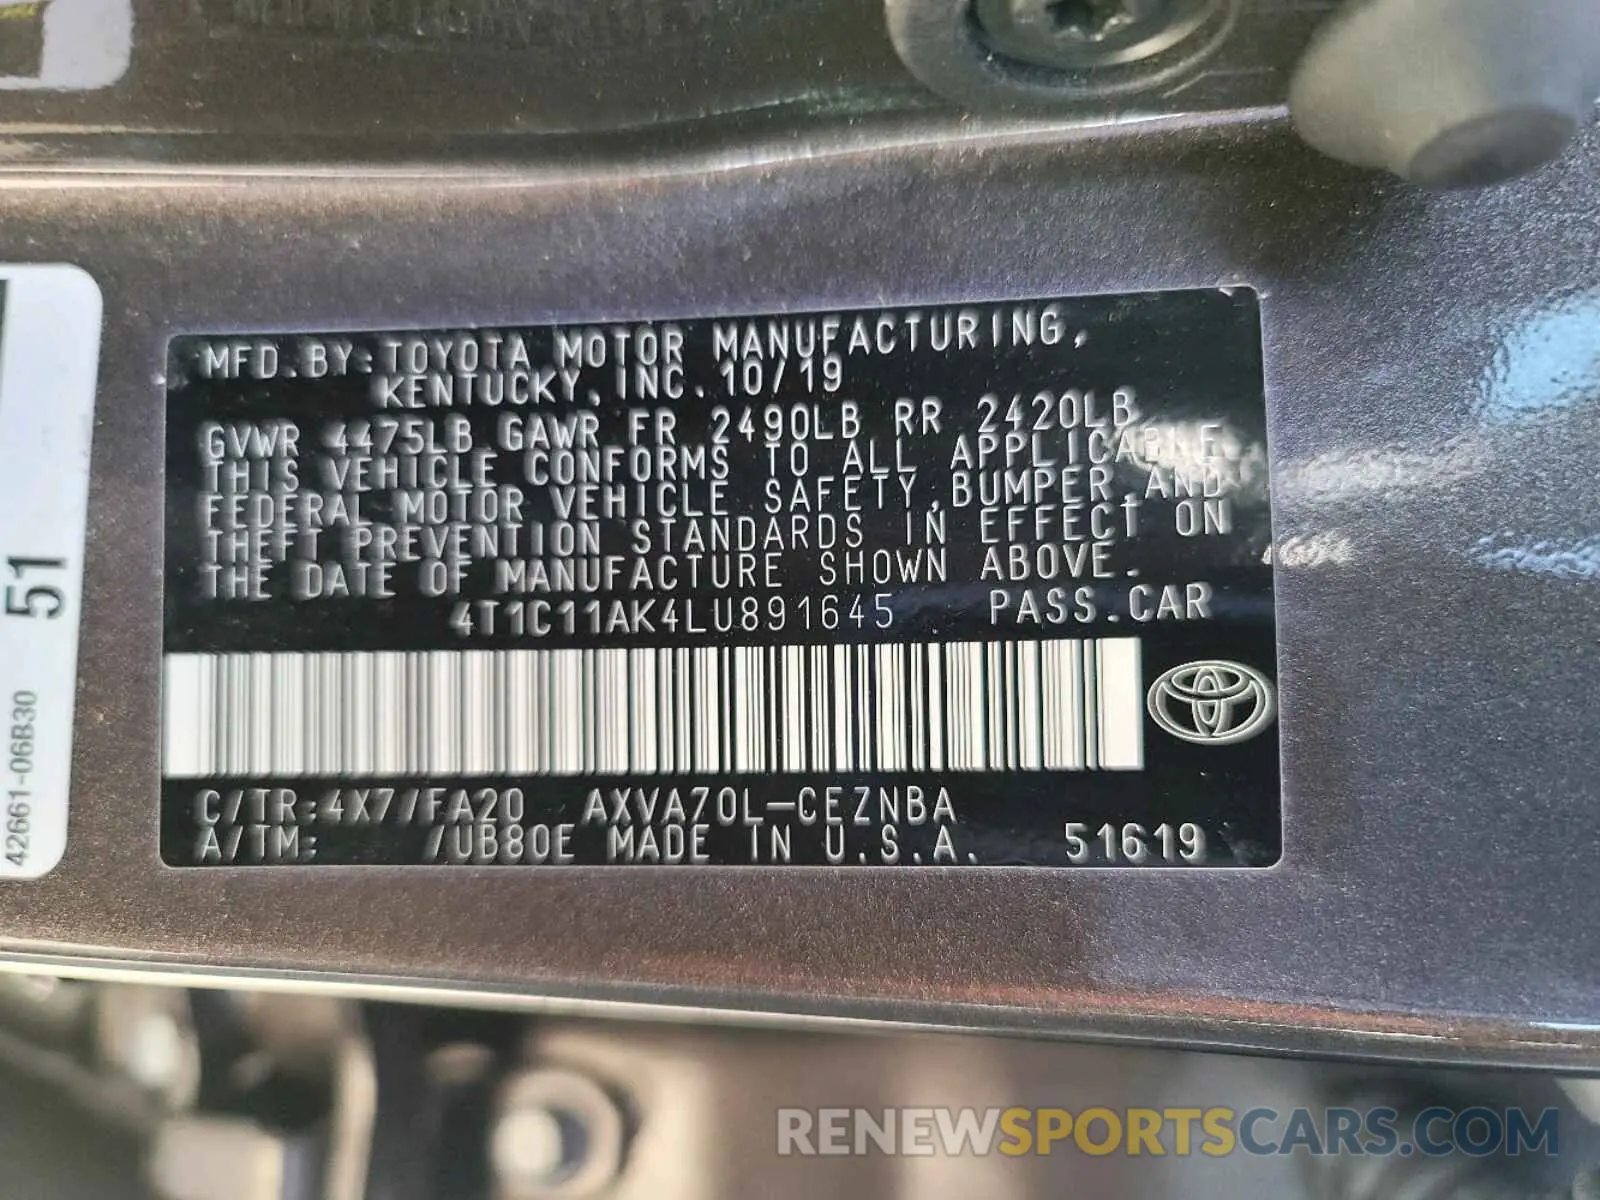 MFD. BY: TOYOTA MOTOR MANUFACTURING,
KENTUCKY, INC. 10/19
GVWR 4475LB GAWR FR 2490LB RR 2420LB
THIS VEHICLE CONFORMS TO ALL APPLICABLE
FEDERAL MOTOR VEHICLE SAFETY, BUMPER, AND
THEFT PREVENTION STANDARDS IN EFFECT ON
THE DATE OF MANUFACTURE SHOWN ABOVE.
4T1C11AK4LU891645 PASS. CAR
C/TR: 4X7/FA20 AXVA70L-CEZNBA
A/TM: /UB80E MADE IN U.S.A. 51619
51
42661-06B30
RENEWSPORTSCARS.COM